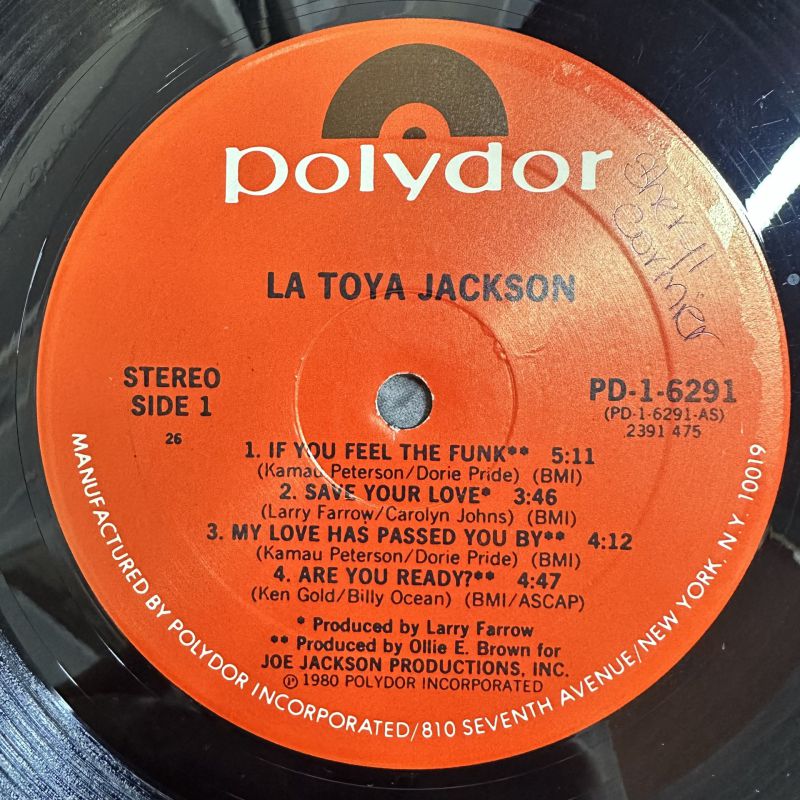 polydor
Sherill
Cormier
LA TOYA JACKSON
STEREO
SIDE 1
26
PD-1-6291
(PD-1-6291-AS)
2391 475
1. IF YOU FEEL THE FUNK** 5:11
(Kamau Peterson/Dorie Pride) (BMI)
2. SAVE YOUR LOVE* 3:46
(Larry Farrow/Carolyn Johns) (BMI)
3. MY LOVE HAS PASSED YOU BY** 4:12
(Kamau Peterson/Dorie Pride) (BMI)
4. ARE YOU READY?** 4:47
(Ken Gold/Billy Ocean) (BMI/ASCAP)
* Produced by Larry Farrow
** Produced by Ollie E. Brown for
JOE JACKSON PRODUCTIONS, INC.
℗ 1980 POLYDOR INCORPORATED
MANUFACTURED BY POLYDOR INCORPORATED/810 SEVENTH AVENUE/NEW YORK, N.Y. 10019